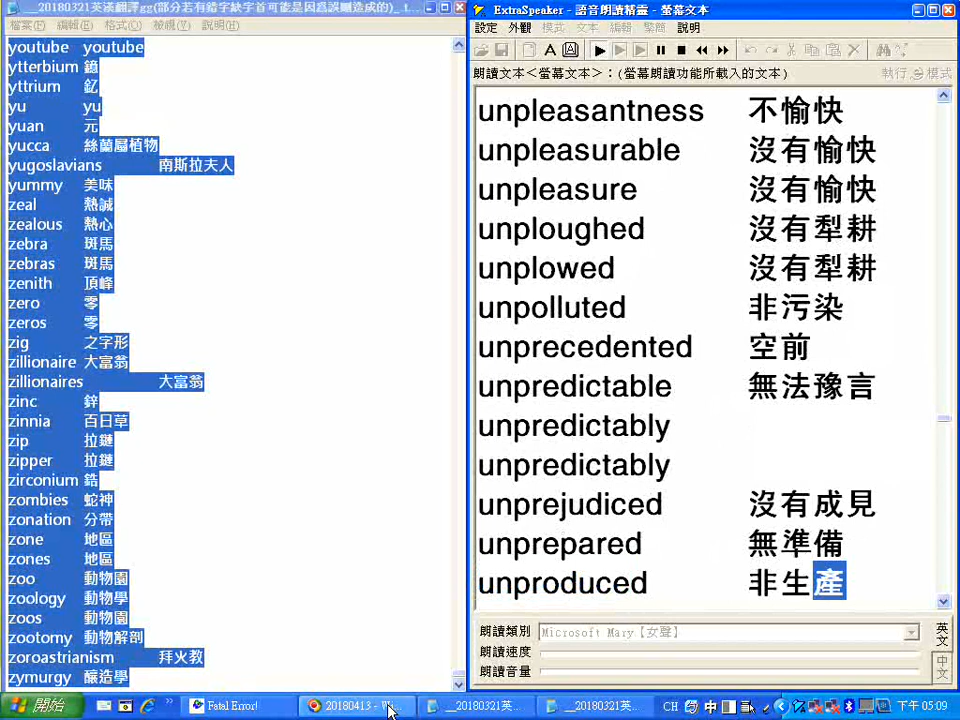 __20180321英漢翻譯gg(部分若有錯字缺字首可能是因為誤刪造成的)_
檔案(F) 編輯(E) 格式(O) 檢視(V) 說明(H)
youtube youtube
ytterbium 鐿
yttrium 釔
yu yu
yuan 元
yucca 絲蘭屬植物
yugoslavians 南斯拉夫人
yummy 美味
zeal 熱誠
zealous 熱心
zebra 斑馬
zebras 斑馬
zenith 頂峰
zero 零
zeros 零
zig 之字形
zillionaire 大富翁
zillionaires 大富翁
zinc 鋅
zinnia 百日草
zip 拉鏈
zipper 拉鏈
zirconium 鋯
zombies 蛇神
zonation 分帶
zone 地區
zones 地區
zoo 動物園
zoology 動物學
zoos 動物園
zootomy 動物解剖
zoroastrianism 拜火教
zymurgy 釀造學
ExtraSpeaker - 語音朗讀精靈 - 螢幕文本
設定 外觀 模式 文本 編輯 繁簡 說明
朗讀文本<螢幕文本>：(螢幕朗讀功能所載入的文本) 執行 模式
unpleasantness 不愉快
unpleasurable 沒有愉快
unpleasure 沒有愉快
unploughed 沒有犁耕
unplowed 沒有犁耕
unpolluted 非污染
unprecedented 空前
unpredictable 無法豫言
unpredictably
unpredictably
unprejudiced 沒有成見
unprepared 無準備
unproduced 非生產
朗讀類別 Microsoft Mary【女聲】
朗讀速度
朗讀音量
英文
中文
開始 Fatal Error! 20180413 - __20180321英... __20180321英... CH 中 下午 05:09